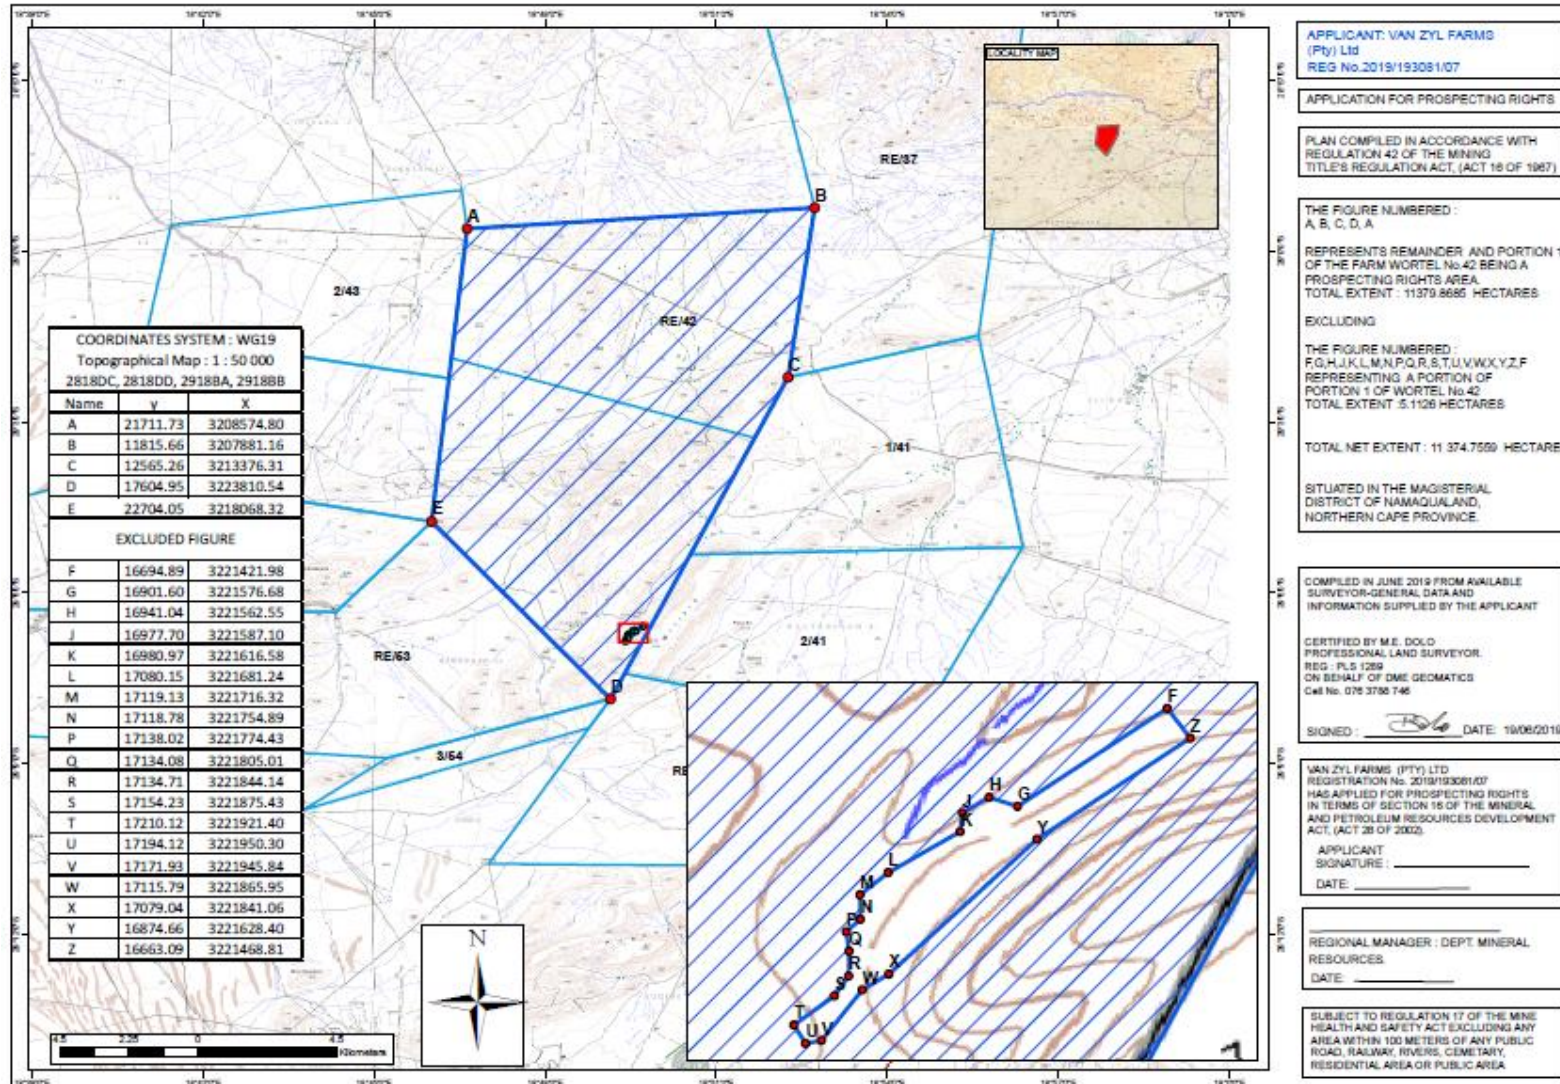 LOCALITY MAP
RE/37
B
A
2/43
RE/42
C
1/41
E
2/41
RE/63
D
3/54
RE
COORDINATES SYSTEM : WG19
Topographical Map : 1 : 50 000
2818DC, 2818DD, 2918BA, 2918BB
Name y X
A 21711.73 3208574.80
B 11815.66 3207881.16
C 12565.26 3213376.31
D 17604.95 3223810.54
E 22704.05 3218068.32
EXCLUDED FIGURE
F 16694.89 3221421.98
G 16901.60 3221576.68
H 16941.04 3221562.55
J 16977.70 3221587.10
K 16980.97 3221616.58
L 17080.15 3221681.24
M 17119.13 3221716.32
N 17118.78 3221754.89
P 17138.02 3221774.43
Q 17134.08 3221805.01
R 17134.71 3221844.14
S 17154.23 3221875.43
T 17210.12 3221921.40
U 17194.12 3221950.30
V 17171.93 3221945.84
W 17115.79 3221865.95
X 17079.04 3221841.06
Y 16874.66 3221628.40
Z 16663.09 3221468.81
F
Z
H
J
G
K
Y
L
M
N
P
Q
R
X
W
S
T
U
V
N
4.5 2.25 0 4.5
Kilometers
APPLICANT: VAN ZYL FARMS
(Pty) Ltd
REG No.2019/193081/07
APPLICATION FOR PROSPECTING RIGHTS
PLAN COMPILED IN ACCORDANCE WITH
REGULATION 42 OF THE MINING
TITLE'S REGULATION ACT, (ACT 16 OF 1967)
THE FIGURE NUMBERED :
A, B, C, D, A
REPRESENTS REMAINDER AND PORTION 1
OF THE FARM WORTEL No.42 BEING A
PROSPECTING RIGHTS AREA.
TOTAL EXTENT : 11379.8685 HECTARES
EXCLUDING
THE FIGURE NUMBERED :
F,G,H,J,K,L,M,N,P,Q,R,S,T,U,V,W,X,Y,Z,F
REPRESENTING A PORTION OF
PORTION 1 OF WORTEL No.42
TOTAL EXTENT :5.1126 HECTARES
TOTAL NET EXTENT : 11 374.7559 HECTARE
SITUATED IN THE MAGISTERIAL
DISTRICT OF NAMAQUALAND,
NORTHERN CAPE PROVINCE.
COMPILED IN JUNE 2019 FROM AVAILABLE
SURVEYOR-GENERAL DATA AND
INFORMATION SUPPLIED BY THE APPLICANT
CERTIFIED BY M.E. DOLO
PROFESSIONAL LAND SURVEYOR.
REG : PLS 1289
ON BEHALF OF DME GEOMATICS
Cell No. 076 3788 746
SIGNED : DATE: 19/06/2019
VAN ZYL FARMS (PTY) LTD
REGISTRATION No. 2019/193081/07
HAS APPLIED FOR PROSPECTING RIGHTS
IN TERMS OF SECTION 16 OF THE MINERAL
AND PETROLEUM RESOURCES DEVELOPMENT
ACT, (ACT 28 OF 2002).
APPLICANT
SIGNATURE :
DATE:
REGIONAL MANAGER : DEPT. MINERAL
RESOURCES.
DATE:
SUBJECT TO REGULATION 17 OF THE MINE
HEALTH AND SAFETY ACT EXCLUDING ANY
AREA WITHIN 100 METERS OF ANY PUBLIC
ROAD, RAILWAY, RIVERS, CEMETARY,
RESIDENTIAL AREA OR PUBLIC AREA